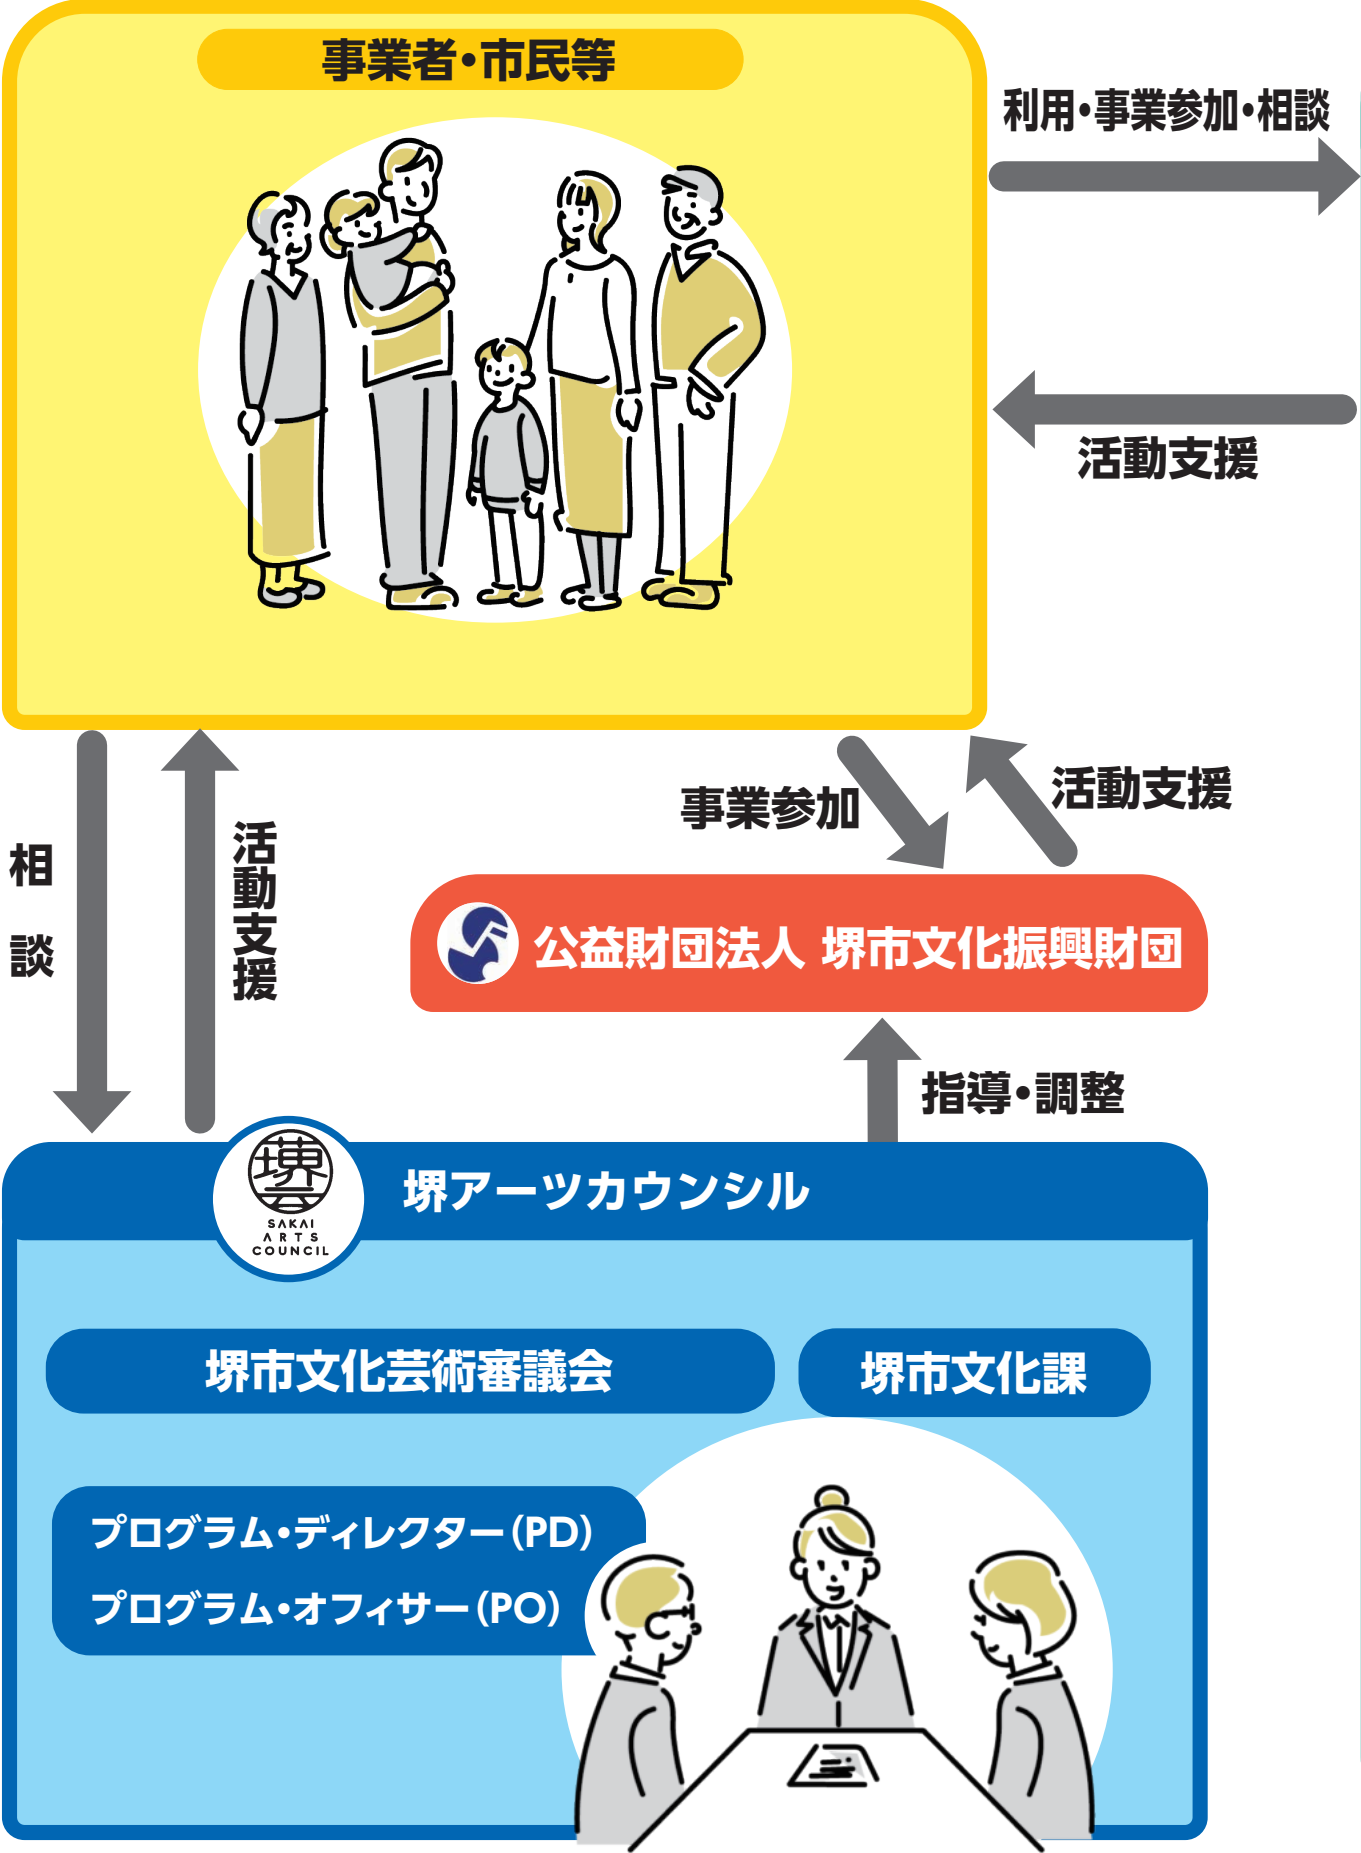 事業者・市民等
利用・事業参加・相談
活動支援
相談
活動支援
事業参加
活動支援
公益財団法人 堺市文化振興財団
指導・調整
堺
SAKAI
ARTS
COUNCIL
堺アーツカウンシル
堺市文化芸術審議会
堺市文化課
プログラム・ディレクター(PD)
プログラム・オフィサー(PO)